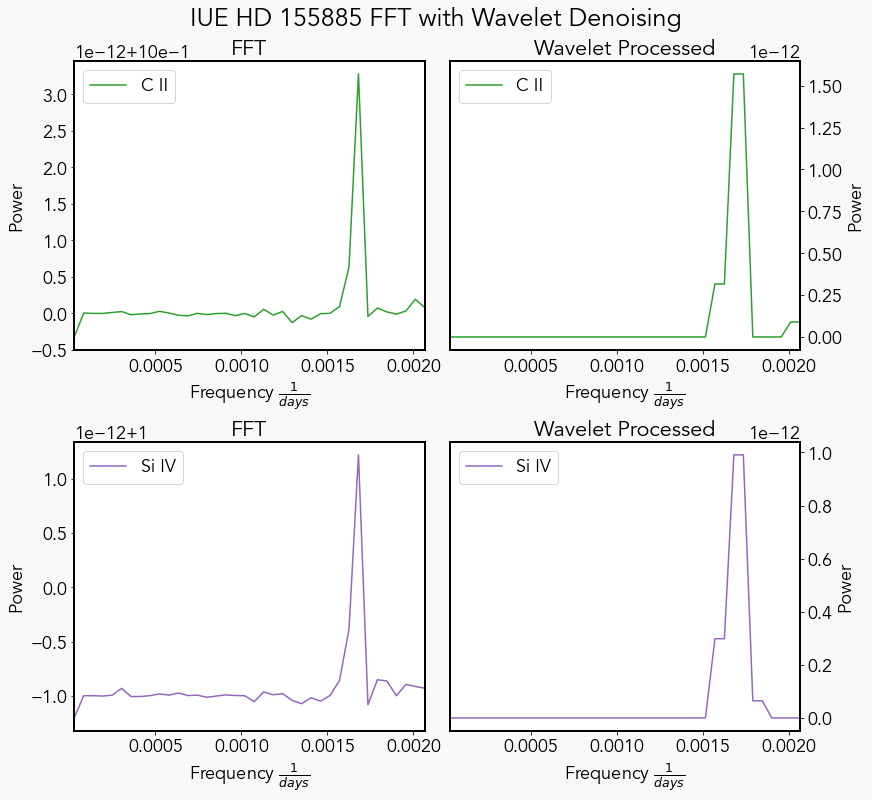 IUE HD 155885 FFT with Wavelet Denoising
1e−12+10e−1
FFT
C II
3.0
2.5
2.0
1.5
1.0
0.5
0.0
−0.5
Power
0.0005 0.0010 0.0015 0.0020
Frequency 1/days
Wavelet Processed
1e−12
C II
1.50
1.25
1.00
0.75
0.50
0.25
0.00
Power
0.0005 0.0010 0.0015 0.0020
Frequency 1/days
1e−12+1
FFT
Si IV
1.0
0.5
0.0
−0.5
−1.0
Power
0.0005 0.0010 0.0015 0.0020
Frequency 1/days
Wavelet Processed
1e−12
Si IV
1.0
0.8
0.6
0.4
0.2
0.0
Power
0.0005 0.0010 0.0015 0.0020
Frequency 1/days